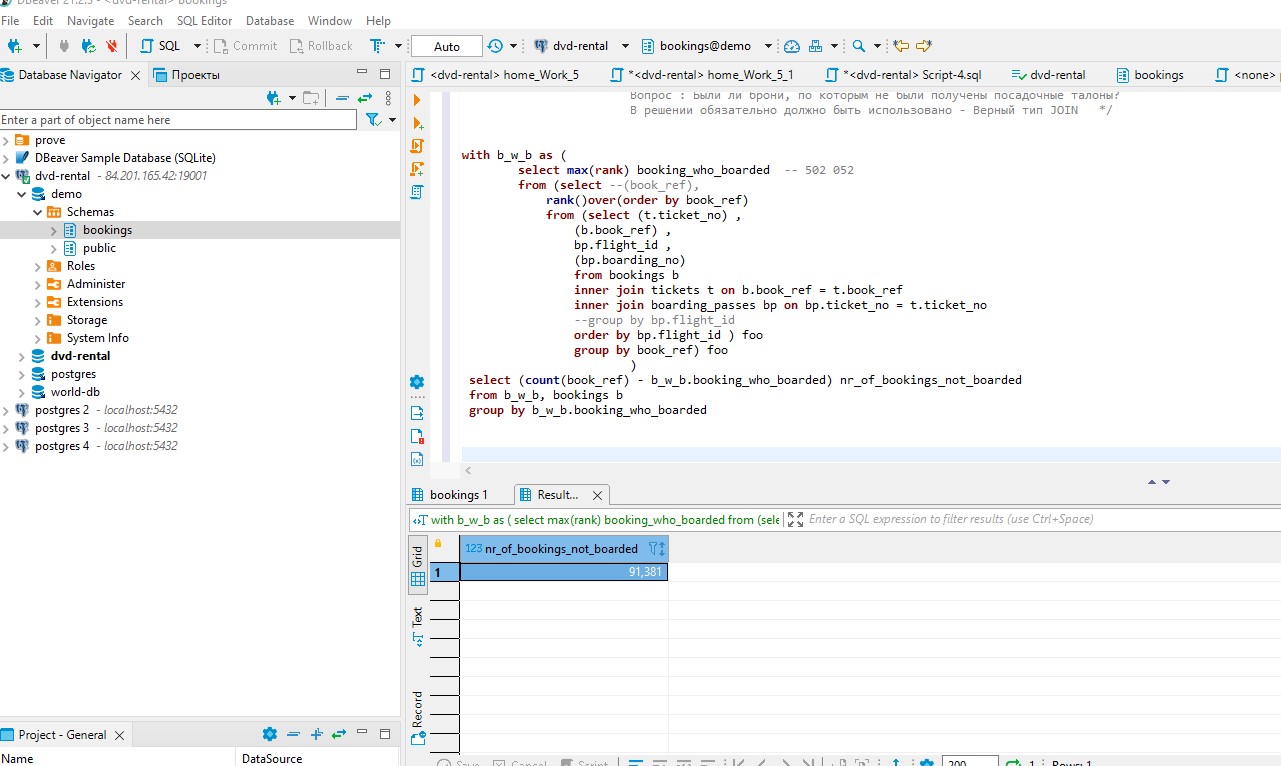 DBeaver 21.2.5 - <dvd-rental> Bookings
File Edit Navigate Search SQL Editor Database Window Help
SQL Commit Rollback Auto dvd-rental bookings@demo
Database Navigator Проекты
<dvd-rental> home_Work_5 *<dvd-rental> home_Work_5_1 *<dvd-rental> Script-4.sql dvd-rental bookings <none>
Enter a part of object name here
prove
DBeaver Sample Database (SQLite)
dvd-rental - 84.201.165.42:19001
demo
Schemas
bookings
public
Roles
Administer
Extensions
Storage
System Info
dvd-rental
postgres
world-db
postgres 2 - localhost:5432
postgres 3 - localhost:5432
postgres 4 - localhost:5432
Вопрос : Были ли брони, по которым не были получены посадочные талоны?
В решении обязательно должно быть использовано - Верный тип JOIN */
with b_w_b as (
select max(rank) booking_who_boarded -- 502 052
from (select --(book_ref),
rank()over(order by book_ref)
from (select (t.ticket_no) ,
(b.book_ref) ,
bp.flight_id ,
(bp.boarding_no)
from bookings b
inner join tickets t on b.book_ref = t.book_ref
inner join boarding_passes bp on bp.ticket_no = t.ticket_no
--group by bp.flight_id
order by bp.flight_id ) foo
group by book_ref) foo
)
select (count(book_ref) - b_w_b.booking_who_boarded) nr_of_bookings_not_boarded
from b_w_b, bookings b
group by b_w_b.booking_who_boarded
bookings 1 Result...
with b_w_b as ( select max(rank) booking_who_boarded from (sele
Enter a SQL expression to filter results (use Ctrl+Space)
Grid
Text
Record
123 nr_of_bookings_not_boarded
1 91,381
Project - General
Name DataSource
Save Cancel Script 200 1 Rows: 1